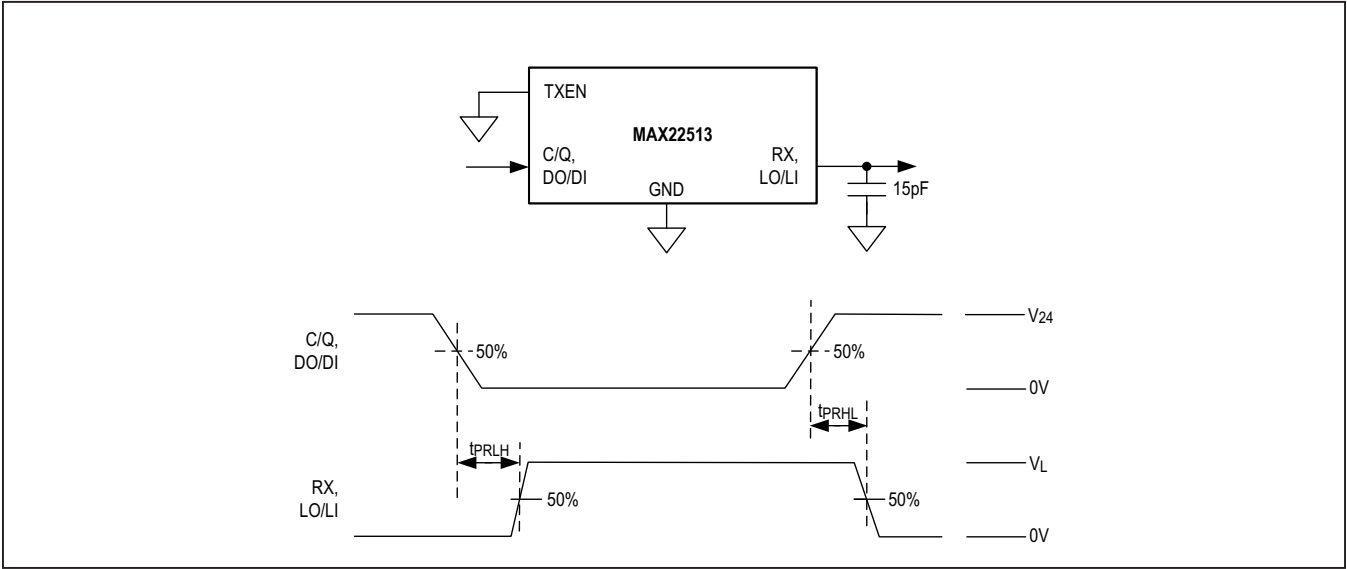 TXEN
MAX22513
C/Q,
DO/DI
RX,
LO/LI
GND
15pF
C/Q,
DO/DI
50%
50%
V24
0V
tPRHL
tPRLH
VL
RX,
LO/LI
50%
50%
0V